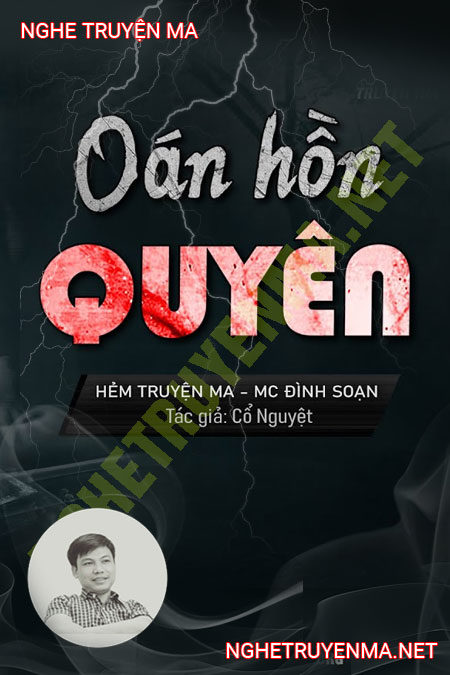 NGHE TRUYỆN MA
Oán hồn
QUYÊN
HẺM TRUYỆN MA - MC ĐÌNH SOẠN
Tác giả: Cổ Nguyệt
NGHETRUYENMA.NET
NGHETRUYENMA.NET